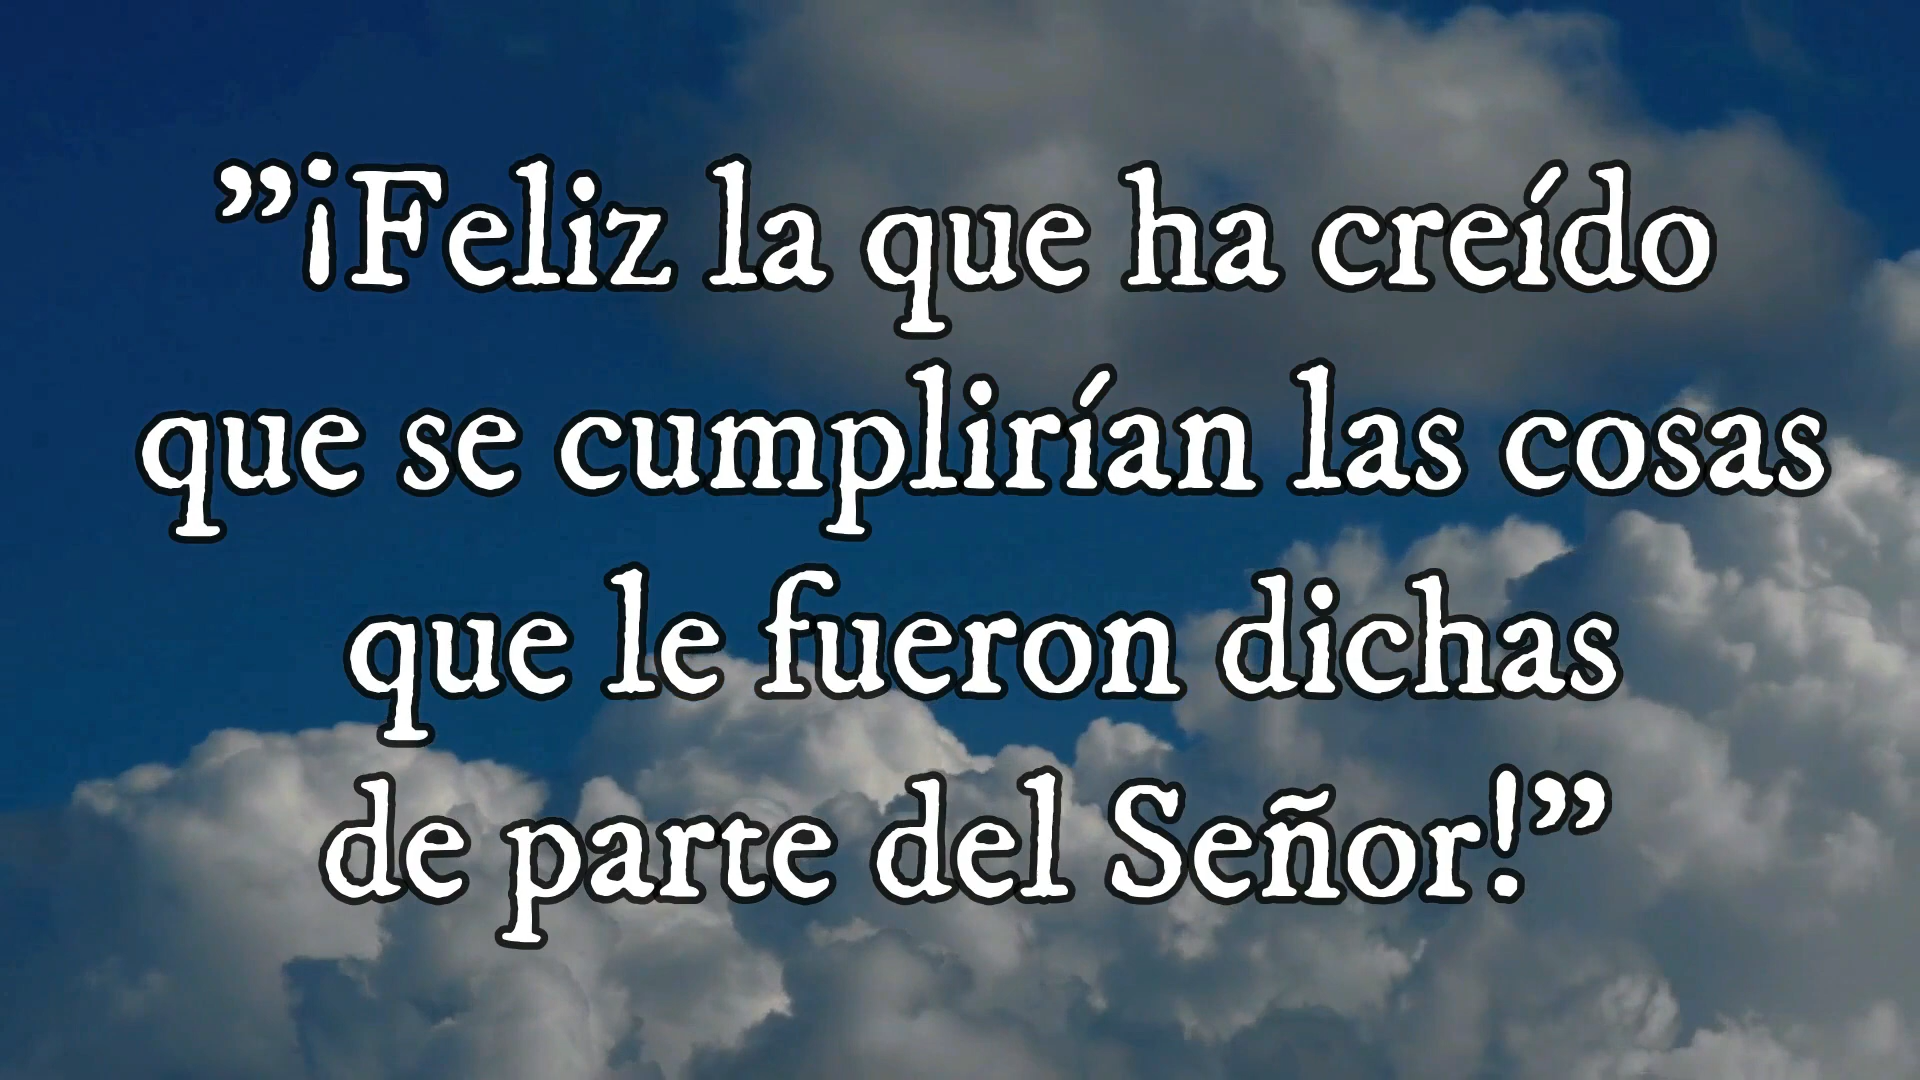 ”¡Feliz la que ha creído
que se cumplirían las cosas
que le fueron dichas
de parte del Señor!”